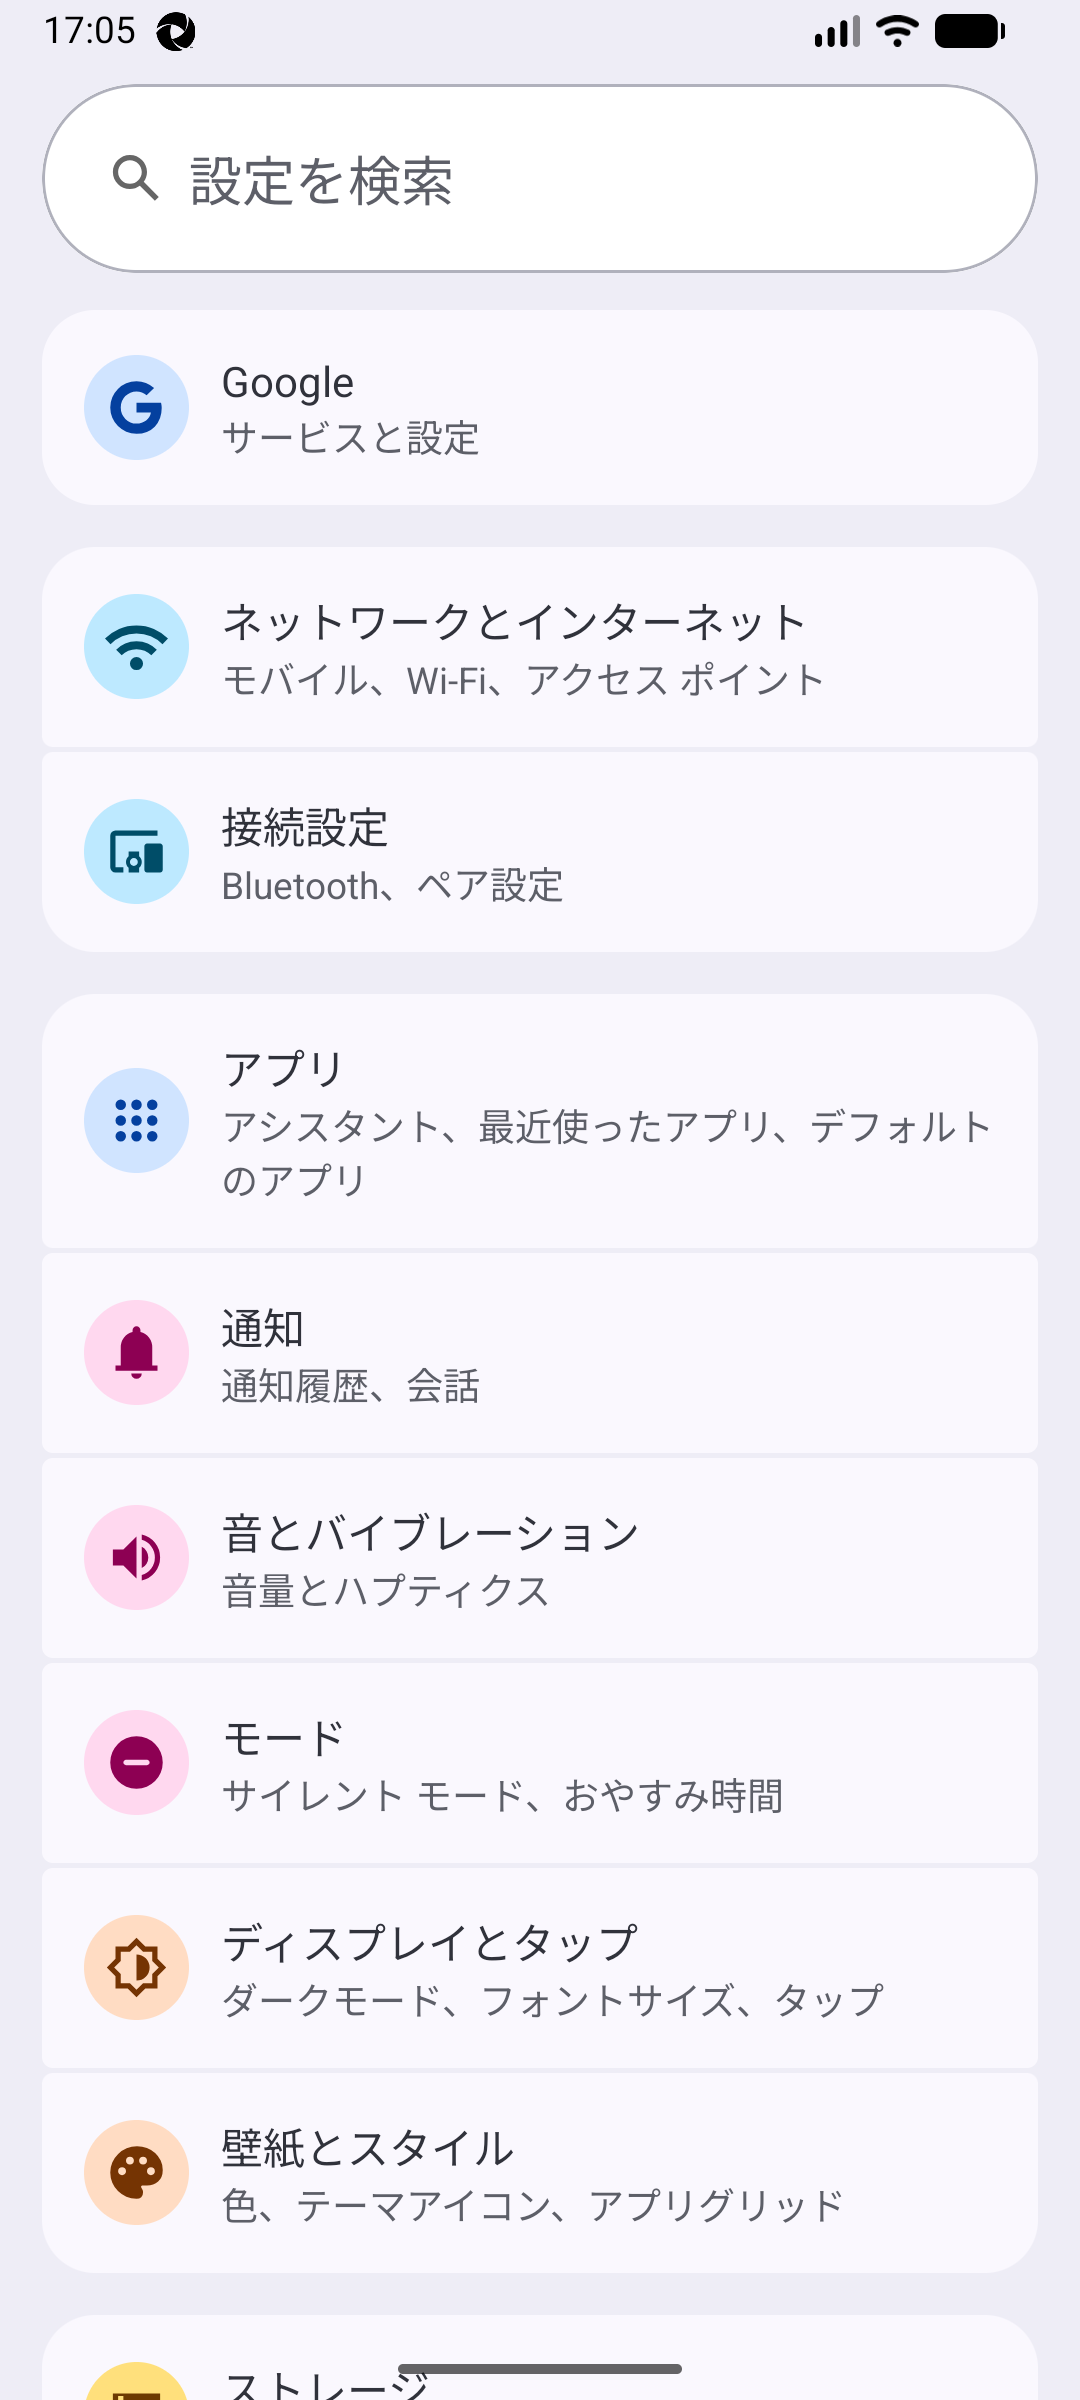 17:05
設定を検索
Google
サービスと設定
ネットワークとインターネット
モバイル、Wi-Fi、アクセス ポイント
接続設定
Bluetooth、ペア設定
アプリ
アシスタント、最近使ったアプリ、デフォルト
のアプリ
通知
通知履歴、会話
音とバイブレーション
音量とハプティクス
モード
サイレント モード、おやすみ時間
ディスプレイとタップ
ダークモード、フォントサイズ、タップ
壁紙とスタイル
色、テーマアイコン、アプリグリッド
ストレージ